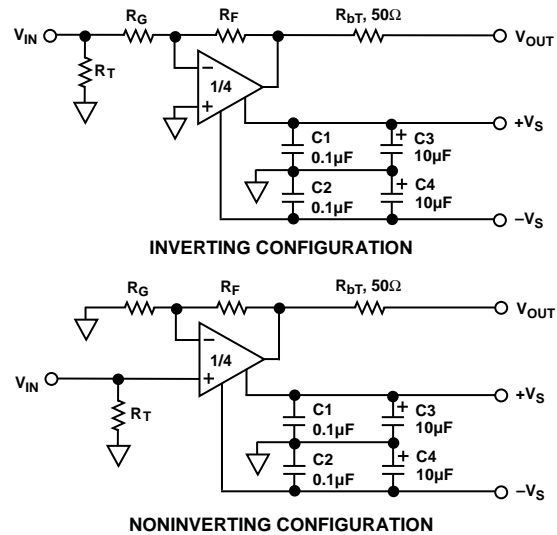 V_IN R_G R_F R_bT, 50Ω V_OUT
R_T
−
1/4
+
+V_S
C1 0.1µF
+ C3 10µF
C2 0.1µF
+ C4 10µF
−V_S
INVERTING CONFIGURATION
R_G R_F R_bT, 50Ω V_OUT
−
1/4
V_IN
+
+V_S
R_T
C1 0.1µF
+ C3 10µF
C2 0.1µF
+ C4 10µF
−V_S
NONINVERTING CONFIGURATION